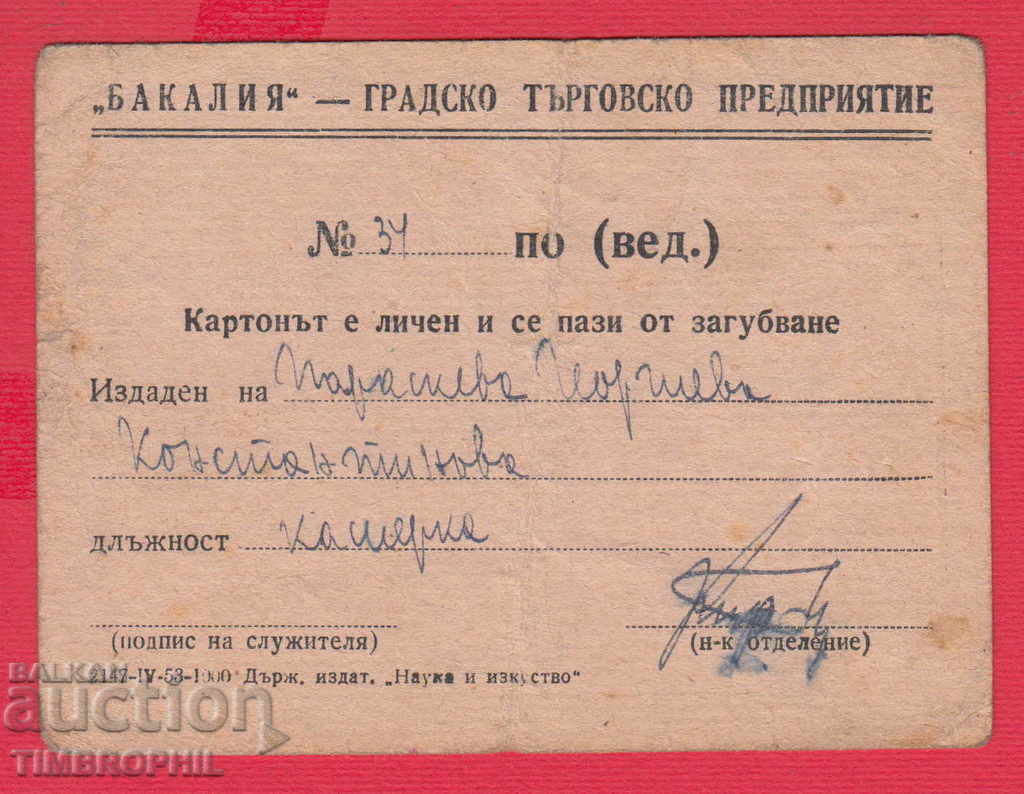 „БАКАЛИЯ“ — ГРАДСКО ТЪРГОВСКО ПРЕДПРИЯТИЕ
№ 34 по (вед.)
Картонът е личен и се пази от загубване
Издаден на Параскева Георгиева
Константинова
длъжност касиерка
(подпис на служителя) (н-к отделение)
2147-IV-53-1000 Държ. издат. „Наука и изкуство“
BALKAN
auction
TIMBROPHIL